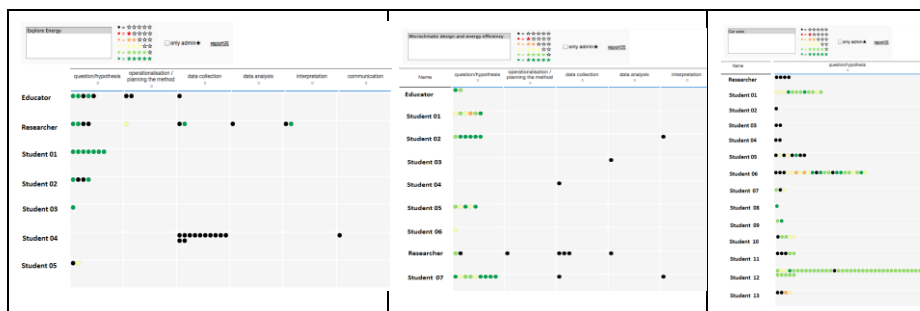 Explore Energy
only admin★ report
question/hypothesis operationalisation / planning the method data collection data analysis interpretation communication
Educator
Researcher
Student 01
Student 02
Student 03
Student 04
Student 05
Microclimatic design and energy efficiency
only admin★ report
Name question/hypothesis operationalisation / planning the method data collection data analysis interpretation
Educator
Student 01
Student 02
Student 03
Student 04
Student 05
Student 06
Researcher
Student 07
only admin★ report
Name question/hypothesis
Researcher
Student 01
Student 02
Student 03
Student 04
Student 05
Student 06
Student 07
Student 08
Student 09
Student 10
Student 11
Student 12
Student 13